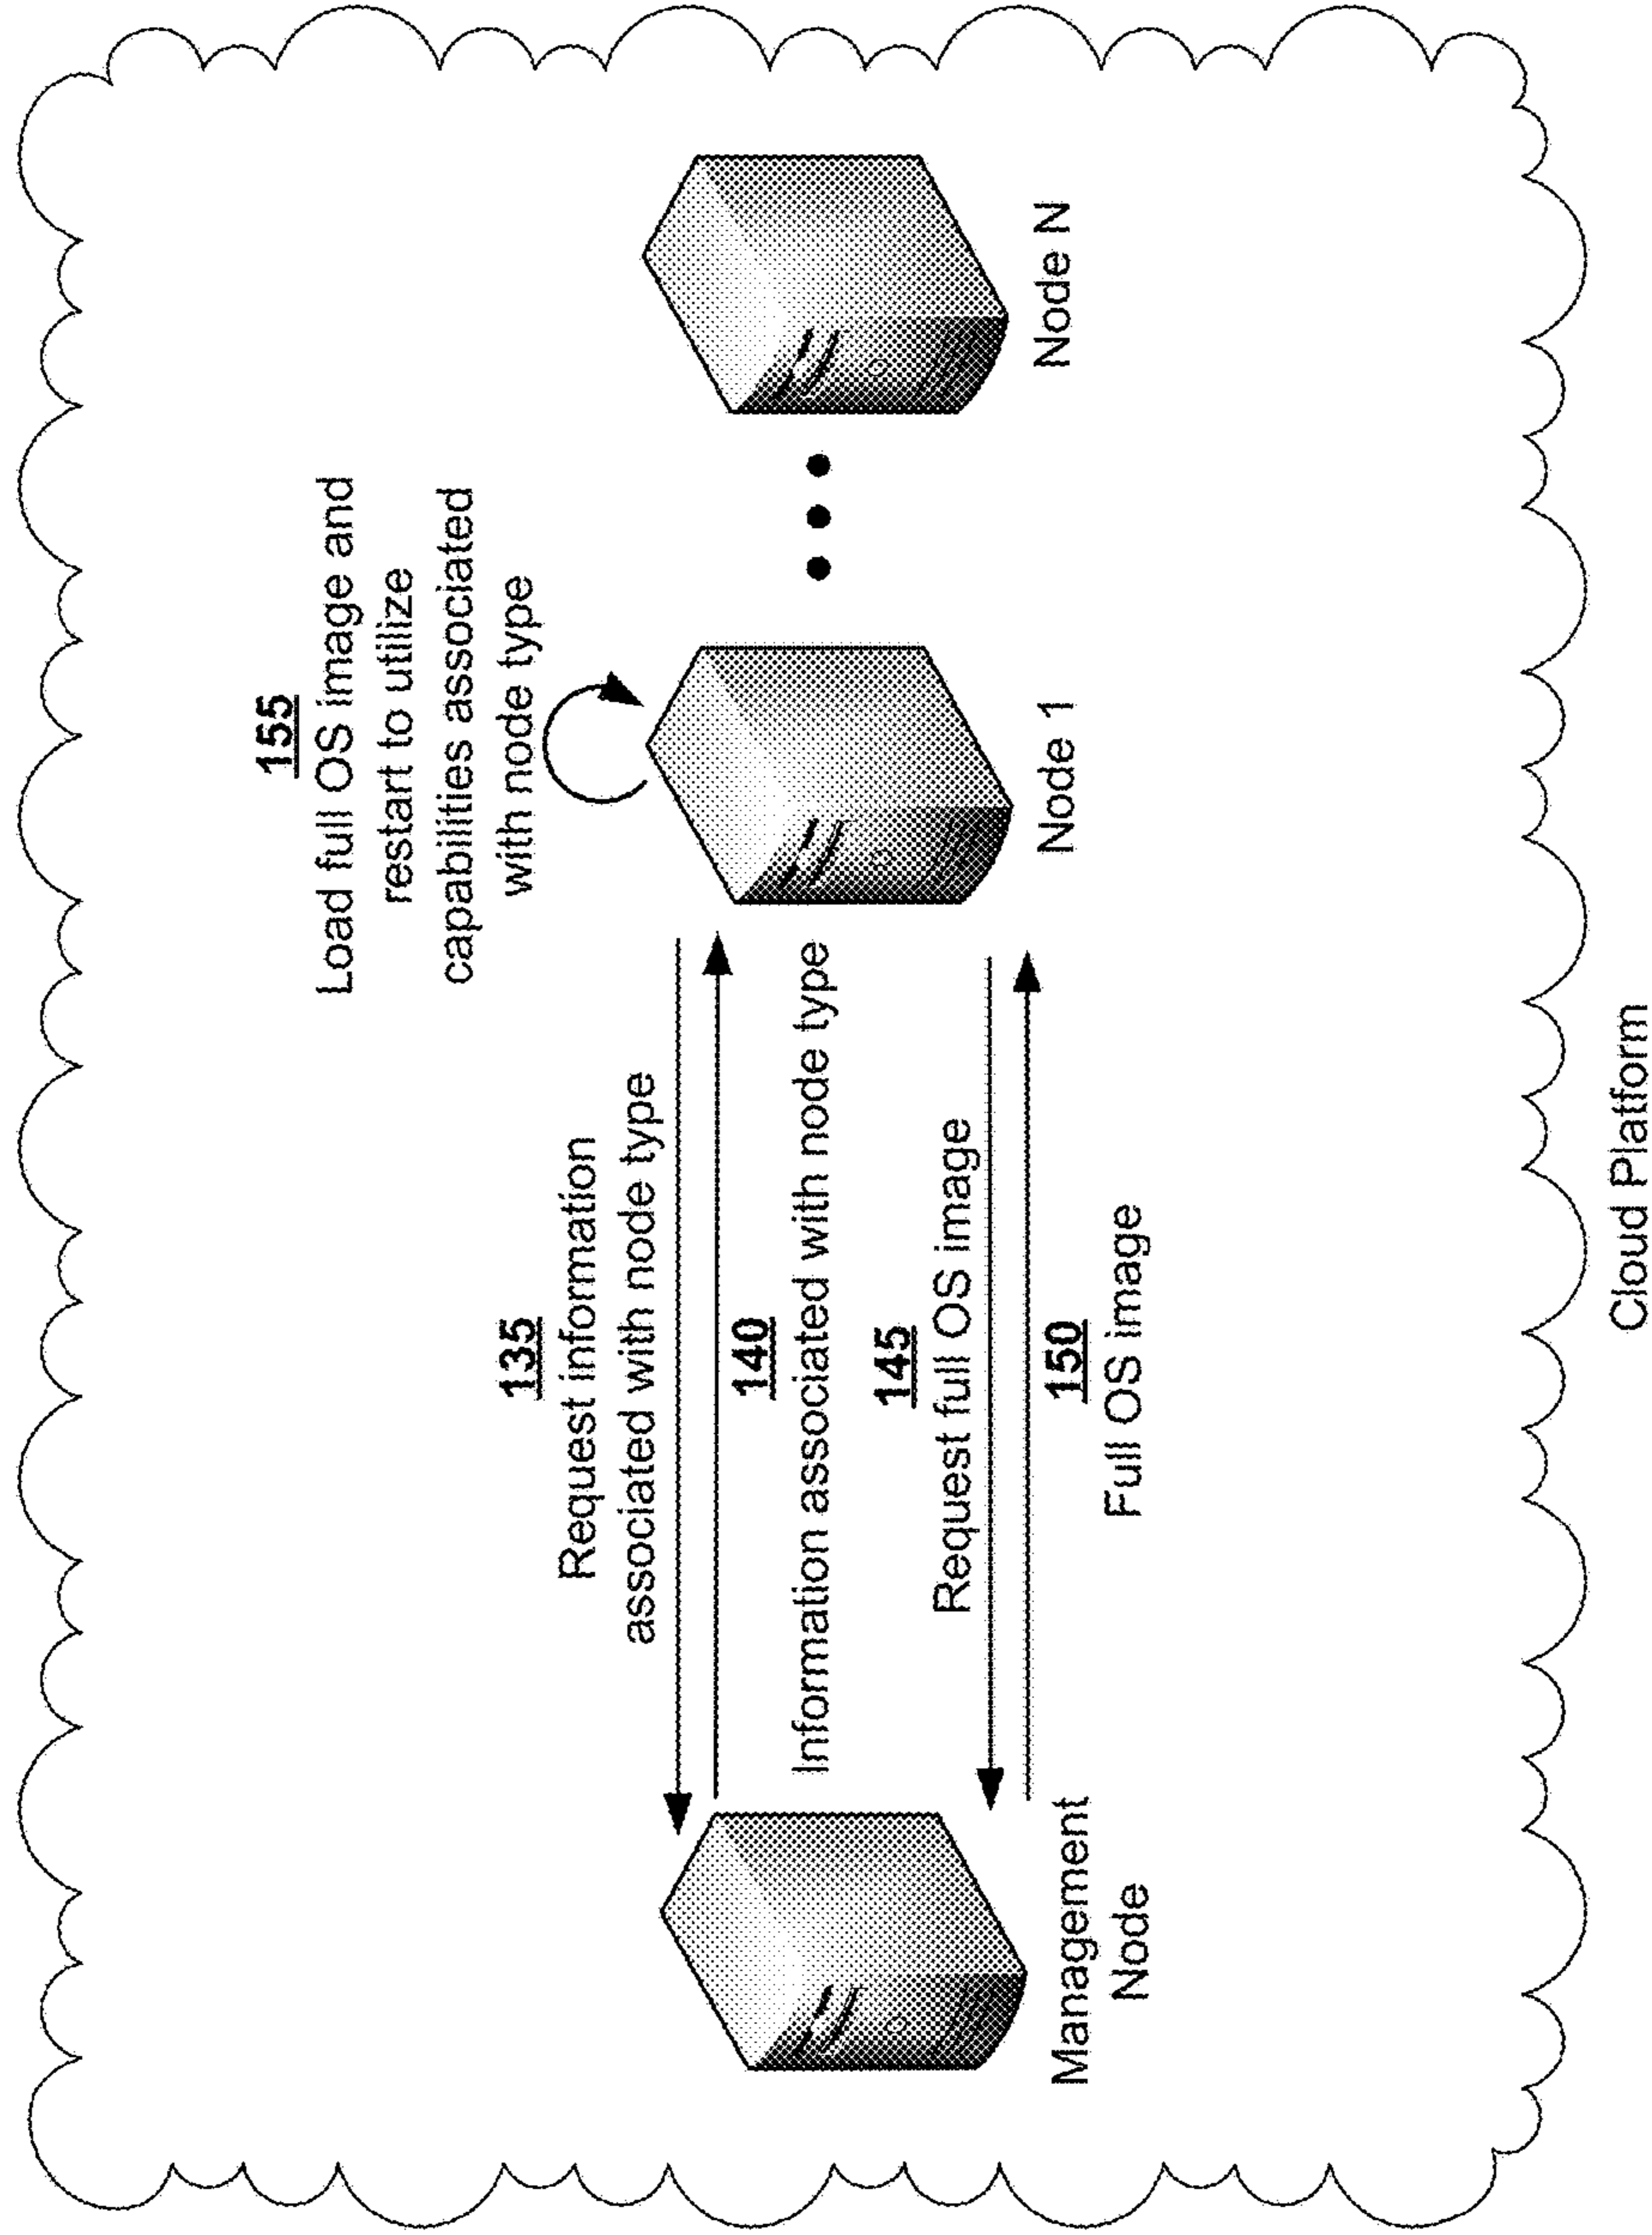 155
Load full OS image and
restart to utilize
capabilities associated
with node type
135
Request information
associated with node type
140
Information associated with node type
145
Request full OS image
150
Full OS image
Management
Node
Node 1
Node N
Cloud Platform